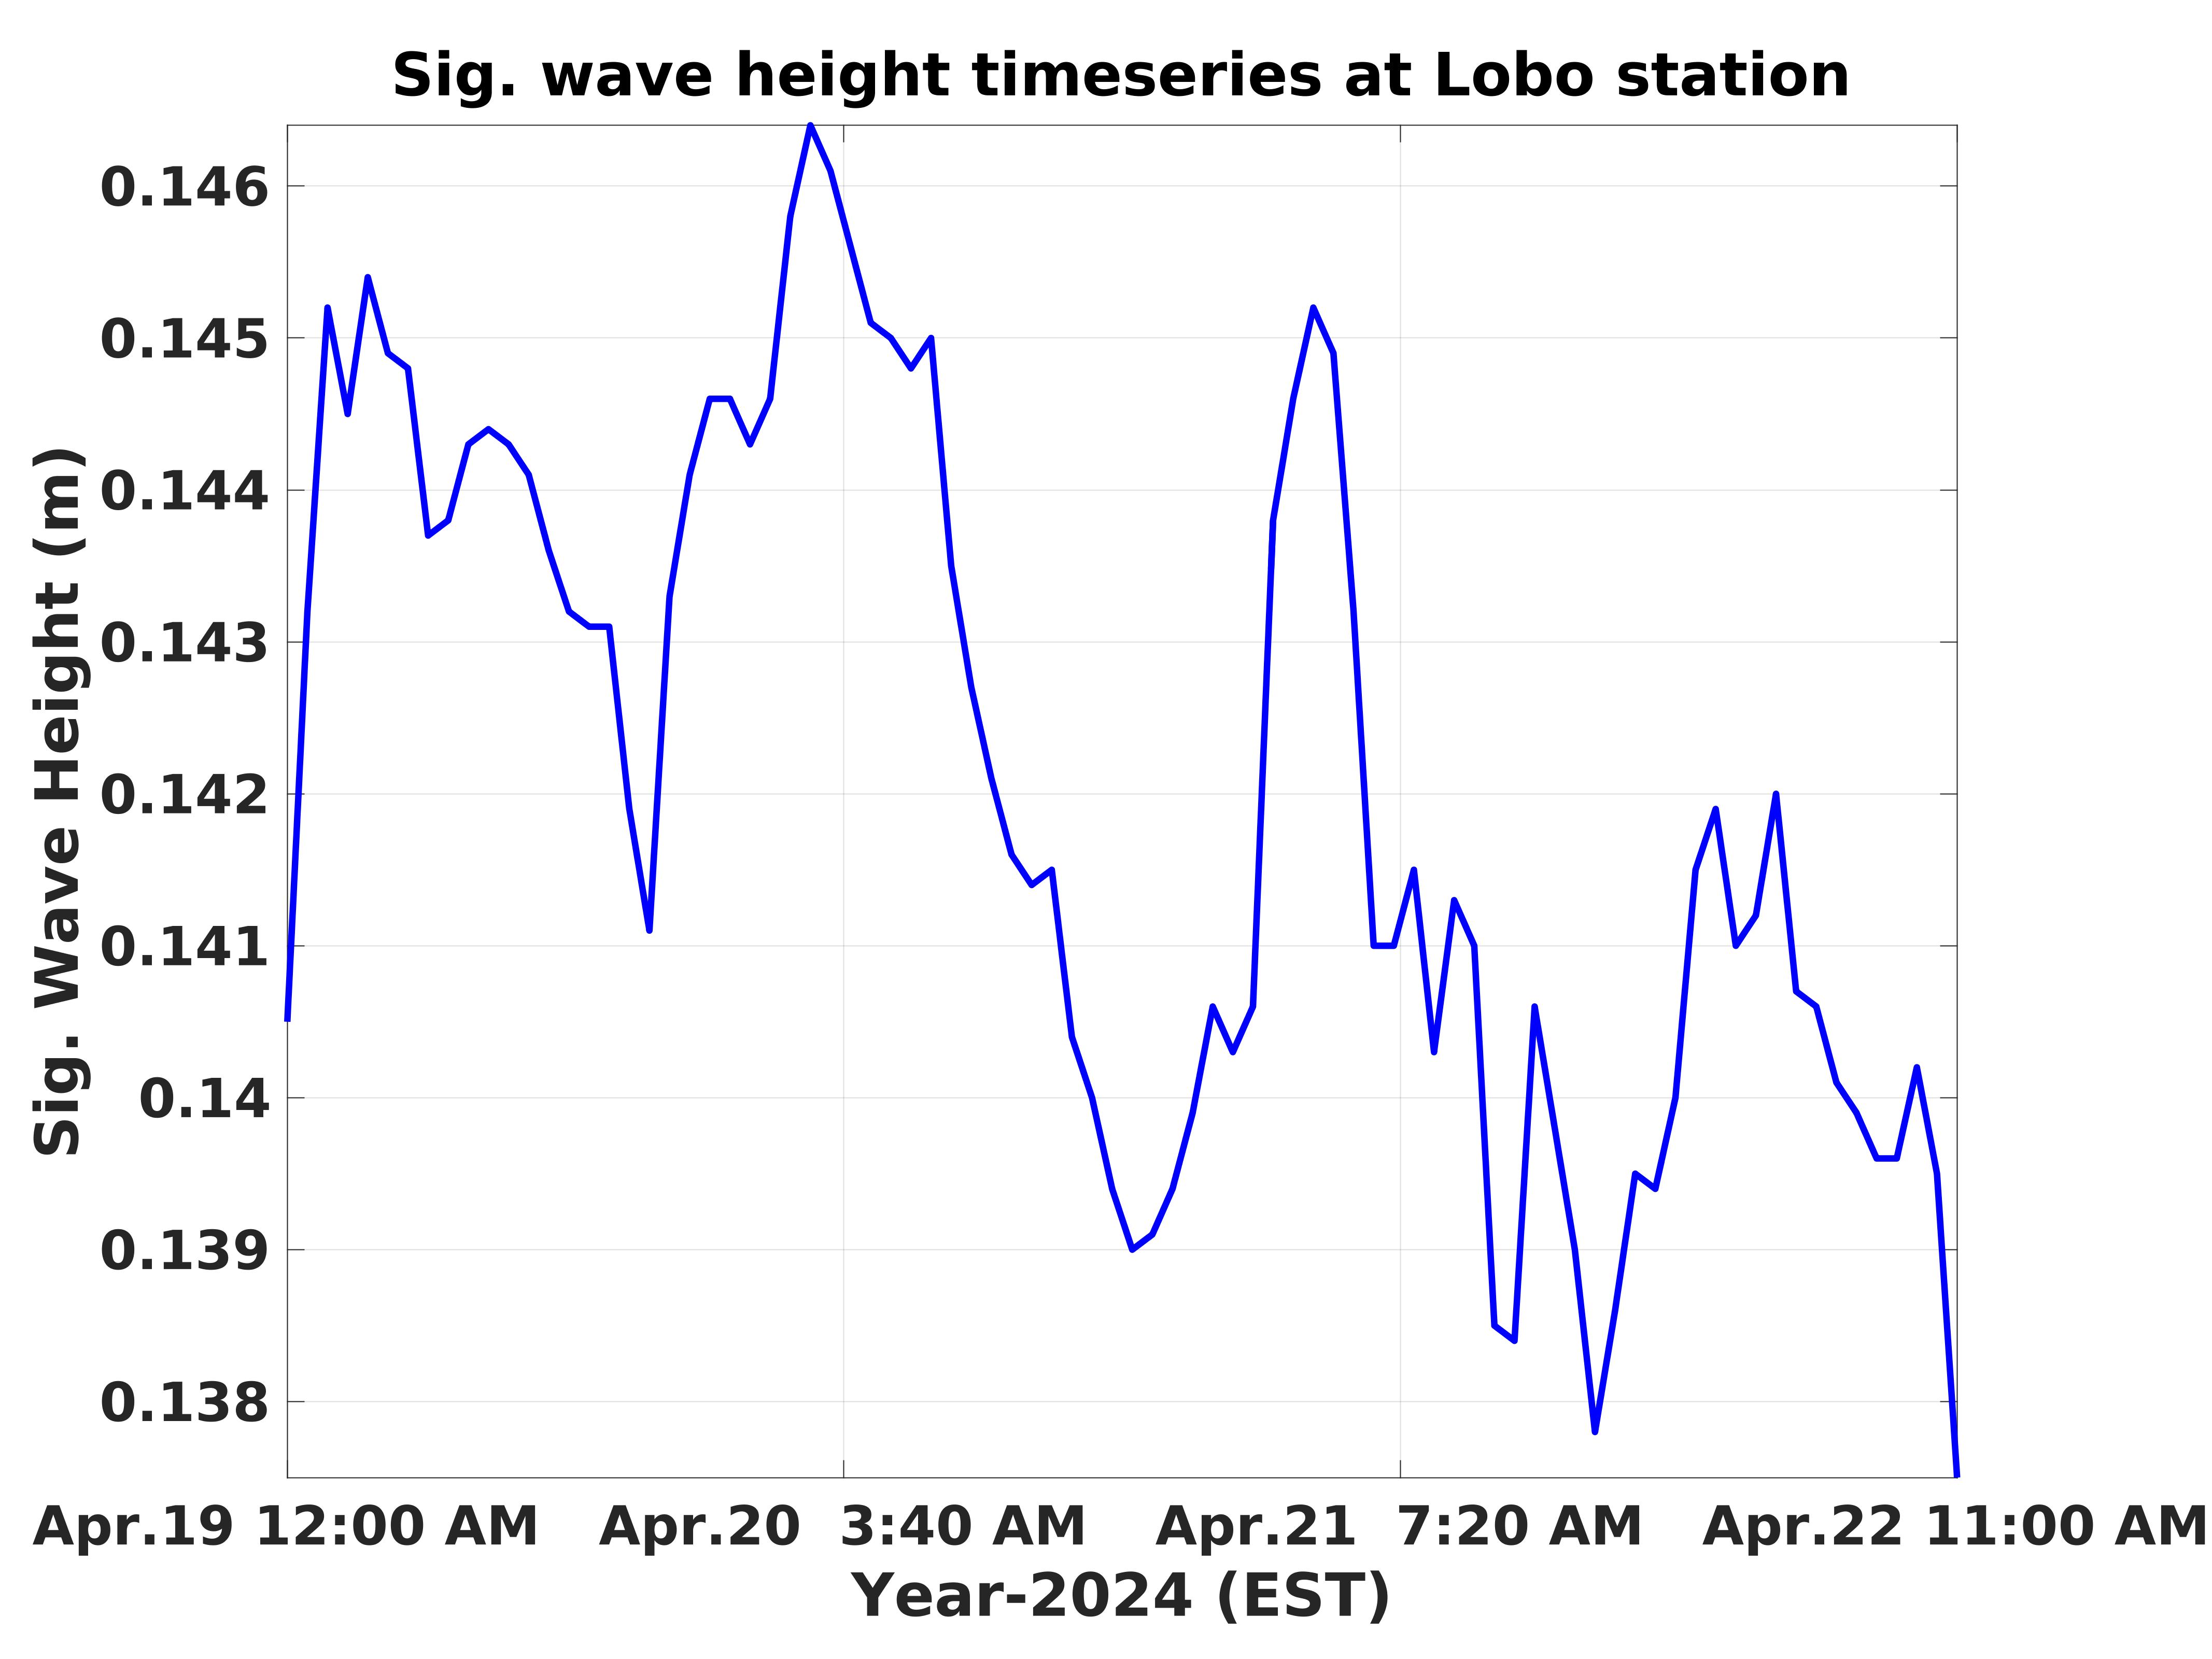 Sig. wave height timeseries at Lobo station
Sig. Wave Height (m)
0.146
0.145
0.144
0.143
0.142
0.141
0.14
0.139
0.138
Apr.19 12:00 AM Apr.20 3:40 AM Apr.21 7:20 AM Apr.22 11:00 AM
Year-2024 (EST)